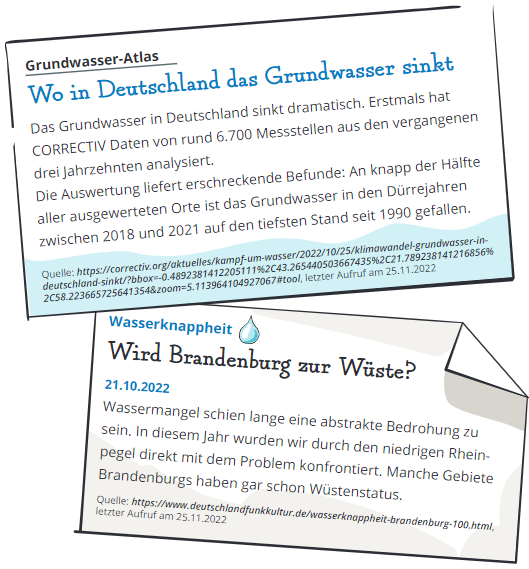 Grundwasser-Atlas
Wo in Deutschland das Grundwasser sinkt
Das Grundwasser in Deutschland sinkt dramatisch. Erstmals hat
CORRECTIV Daten von rund 6.700 Messstellen aus den vergangenen
drei Jahrzehnten analysiert.
Die Auswertung liefert erschreckende Befunde: An knapp der Hälfte
aller ausgewerteten Orte ist das Grundwasser in den Dürrejahren
zwischen 2018 und 2021 auf den tiefsten Stand seit 1990 gefallen.
Quelle: https://correctiv.org/aktuelles/kampf-um-wasser/2022/10/25/klimawandel-grundwasser-in-
deutschland-sinkt/?bbox=-0.4892381412205111%2C43.265440503667435%2C21.789238141216856%
2C58.223665725641354&zoom=5.113964104927067#tool, letzter Aufruf am 25.11.2022
Wasserknappheit
Wird Brandenburg zur Wüste?
21.10.2022
Wassermangel schien lange eine abstrakte Bedrohung zu
sein. In diesem Jahr wurden wir durch den niedrigen Rhein-
pegel direkt mit dem Problem konfrontiert. Manche Gebiete
Brandenburgs haben gar schon Wüstenstatus.
Quelle: https://www.deutschlandfunkkultur.de/wasserknappheit-brandenburg-100.html,
letzter Aufruf am 25.11.2022